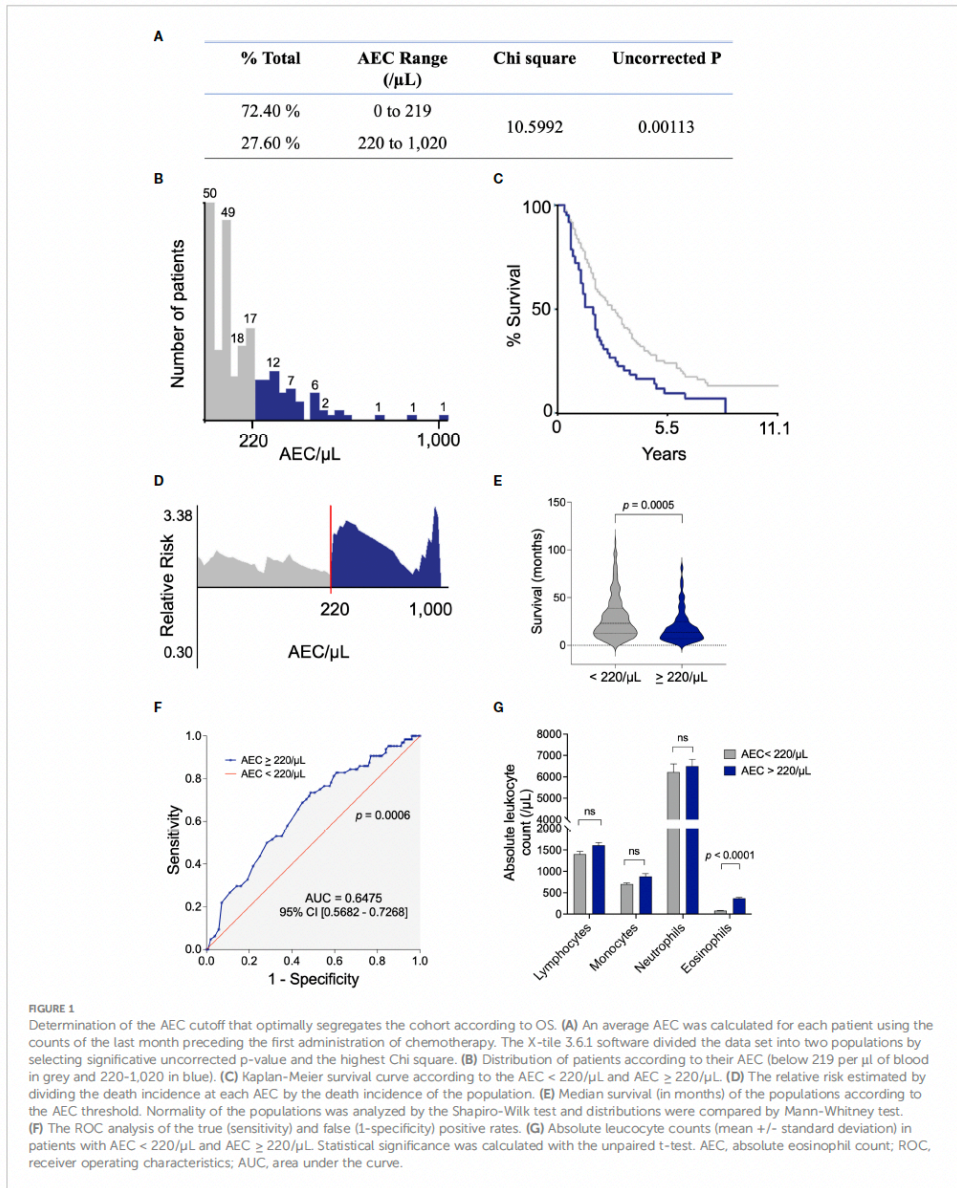 A
% Total AEC Range Chi square Uncorrected P
(/µL)
72.40 % 0 to 219
10.5992 0.00113
27.60 % 220 to 1,020
B
50
49
18
17
12
7
6
2
1
1
1
Number of patients
220 1,000
AEC/µL
C
100
50
0
% Survival
0 5.5 11.1
Years
D
3.38
0.30
Relative Risk
220 1,000
AEC/µL
E
p = 0.0005
150
100
50
0
Survival (months)
< 220/µL ≥ 220/µL
F
1.0
0.8
0.6
0.4
0.2
0.0
Sensitivity
AEC ≥ 220/µL
AEC < 220/µL
p = 0.0006
AUC = 0.6475
95% CI [0.5682 - 0.7268]
0.0 0.2 0.4 0.6 0.8 1.0
1 - Specificity
G
8000
7000
6000
5000
4000
2000
1500
1000
500
0
Absolute leukocyte
count (/µL)
ns
ns
ns
p < 0.0001
AEC< 220/µL
AEC > 220/µL
Lymphocytes
Monocytes
Neutrophils
Eosinophils
FIGURE 1
Determination of the AEC cutoff that optimally segregates the cohort according to OS. (A) An average AEC was calculated for each patient using the
counts of the last month preceding the first administration of chemotherapy. The X-tile 3.6.1 software divided the data set into two populations by
selecting significative uncorrected p-value and the highest Chi square. (B) Distribution of patients according to their AEC (below 219 per µl of blood
in grey and 220-1,020 in blue). (C) Kaplan-Meier survival curve according to the AEC < 220/µL and AEC ≥ 220/µL. (D) The relative risk estimated by
dividing the death incidence at each AEC by the death incidence of the population. (E) Median survival (in months) of the populations according to
the AEC threshold. Normality of the populations was analyzed by the Shapiro-Wilk test and distributions were compared by Mann-Whitney test.
(F) The ROC analysis of the true (sensitivity) and false (1-specificity) positive rates. (G) Absolute leucocyte counts (mean +/- standard deviation) in
patients with AEC < 220/µL and AEC ≥ 220/µL. Statistical significance was calculated with the unpaired t-test. AEC, absolute eosinophil count; ROC,
receiver operating characteristics; AUC, area under the curve.